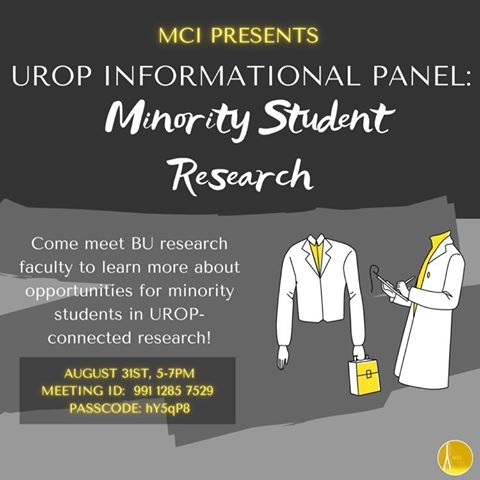 MCI PRESENTS
UROP INFORMATIONAL PANEL:
Minority Student
Research
Come meet BU research
faculty to learn more about
opportunities for minority
students in UROP-
connected research!
AUGUST 31ST, 5-7PM
MEETING ID: 991 1285 7529
PASSCODE: hY5qP8